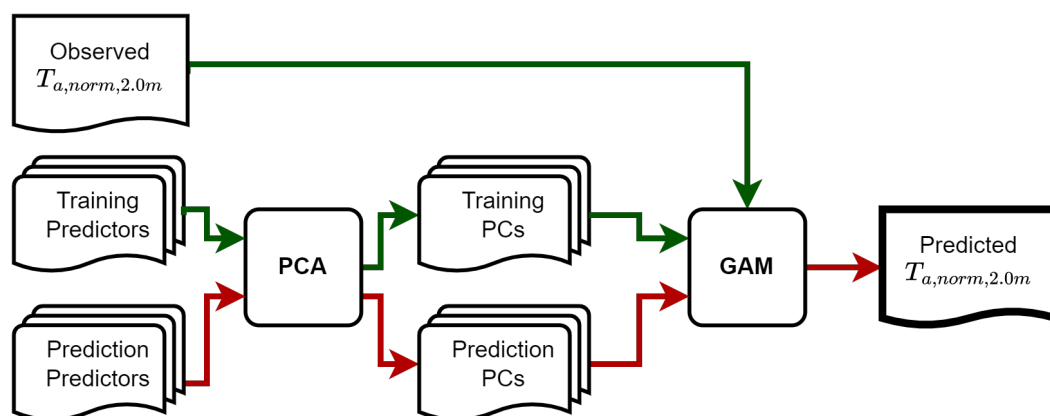 Observed
T_{a,norm,2.0m}
Training
Predictors
PCA
Training
PCs
GAM
Predicted
T_{a,norm,2.0m}
Prediction
Predictors
Prediction
PCs